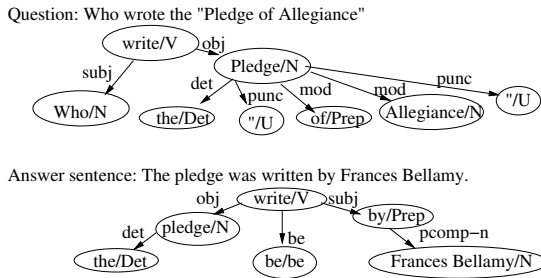 Question: Who wrote the "Pledge of Allegiance"
write/V
obj
subj
Pledge/N
punc
det
punc
mod
mod
Who/N
the/Det
"/U
of/Prep
Allegiance/N
"/U
Answer sentence: The pledge was written by Frances Bellamy.
write/V
obj
subj
pledge/N
by/Prep
det
be
pcomp-n
the/Det
be/be
Frances Bellamy/N